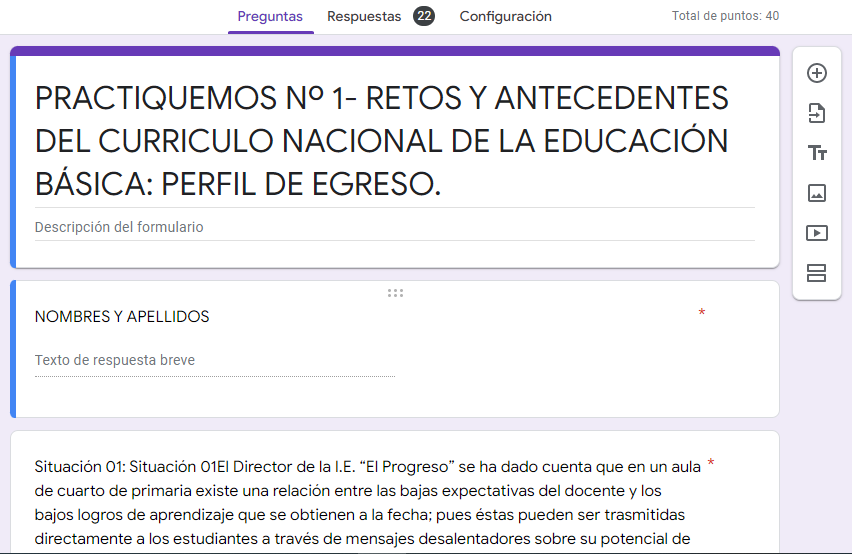 Preguntas Respuestas 22 Configuración Total de puntos: 40
PRACTIQUEMOS Nº 1- RETOS Y ANTECEDENTES
DEL CURRICULO NACIONAL DE LA EDUCACIÓN
BÁSICA: PERFIL DE EGRESO.
Descripción del formulario
NOMBRES Y APELLIDOS *
Texto de respuesta breve
Situación 01: Situación 01El Director de la I.E. “El Progreso” se ha dado cuenta que en un aula *
de cuarto de primaria existe una relación entre las bajas expectativas del docente y los
bajos logros de aprendizaje que se obtienen a la fecha; pues éstas pueden ser trasmitidas
directamente a los estudiantes a través de mensajes desalentadores sobre su potencial de